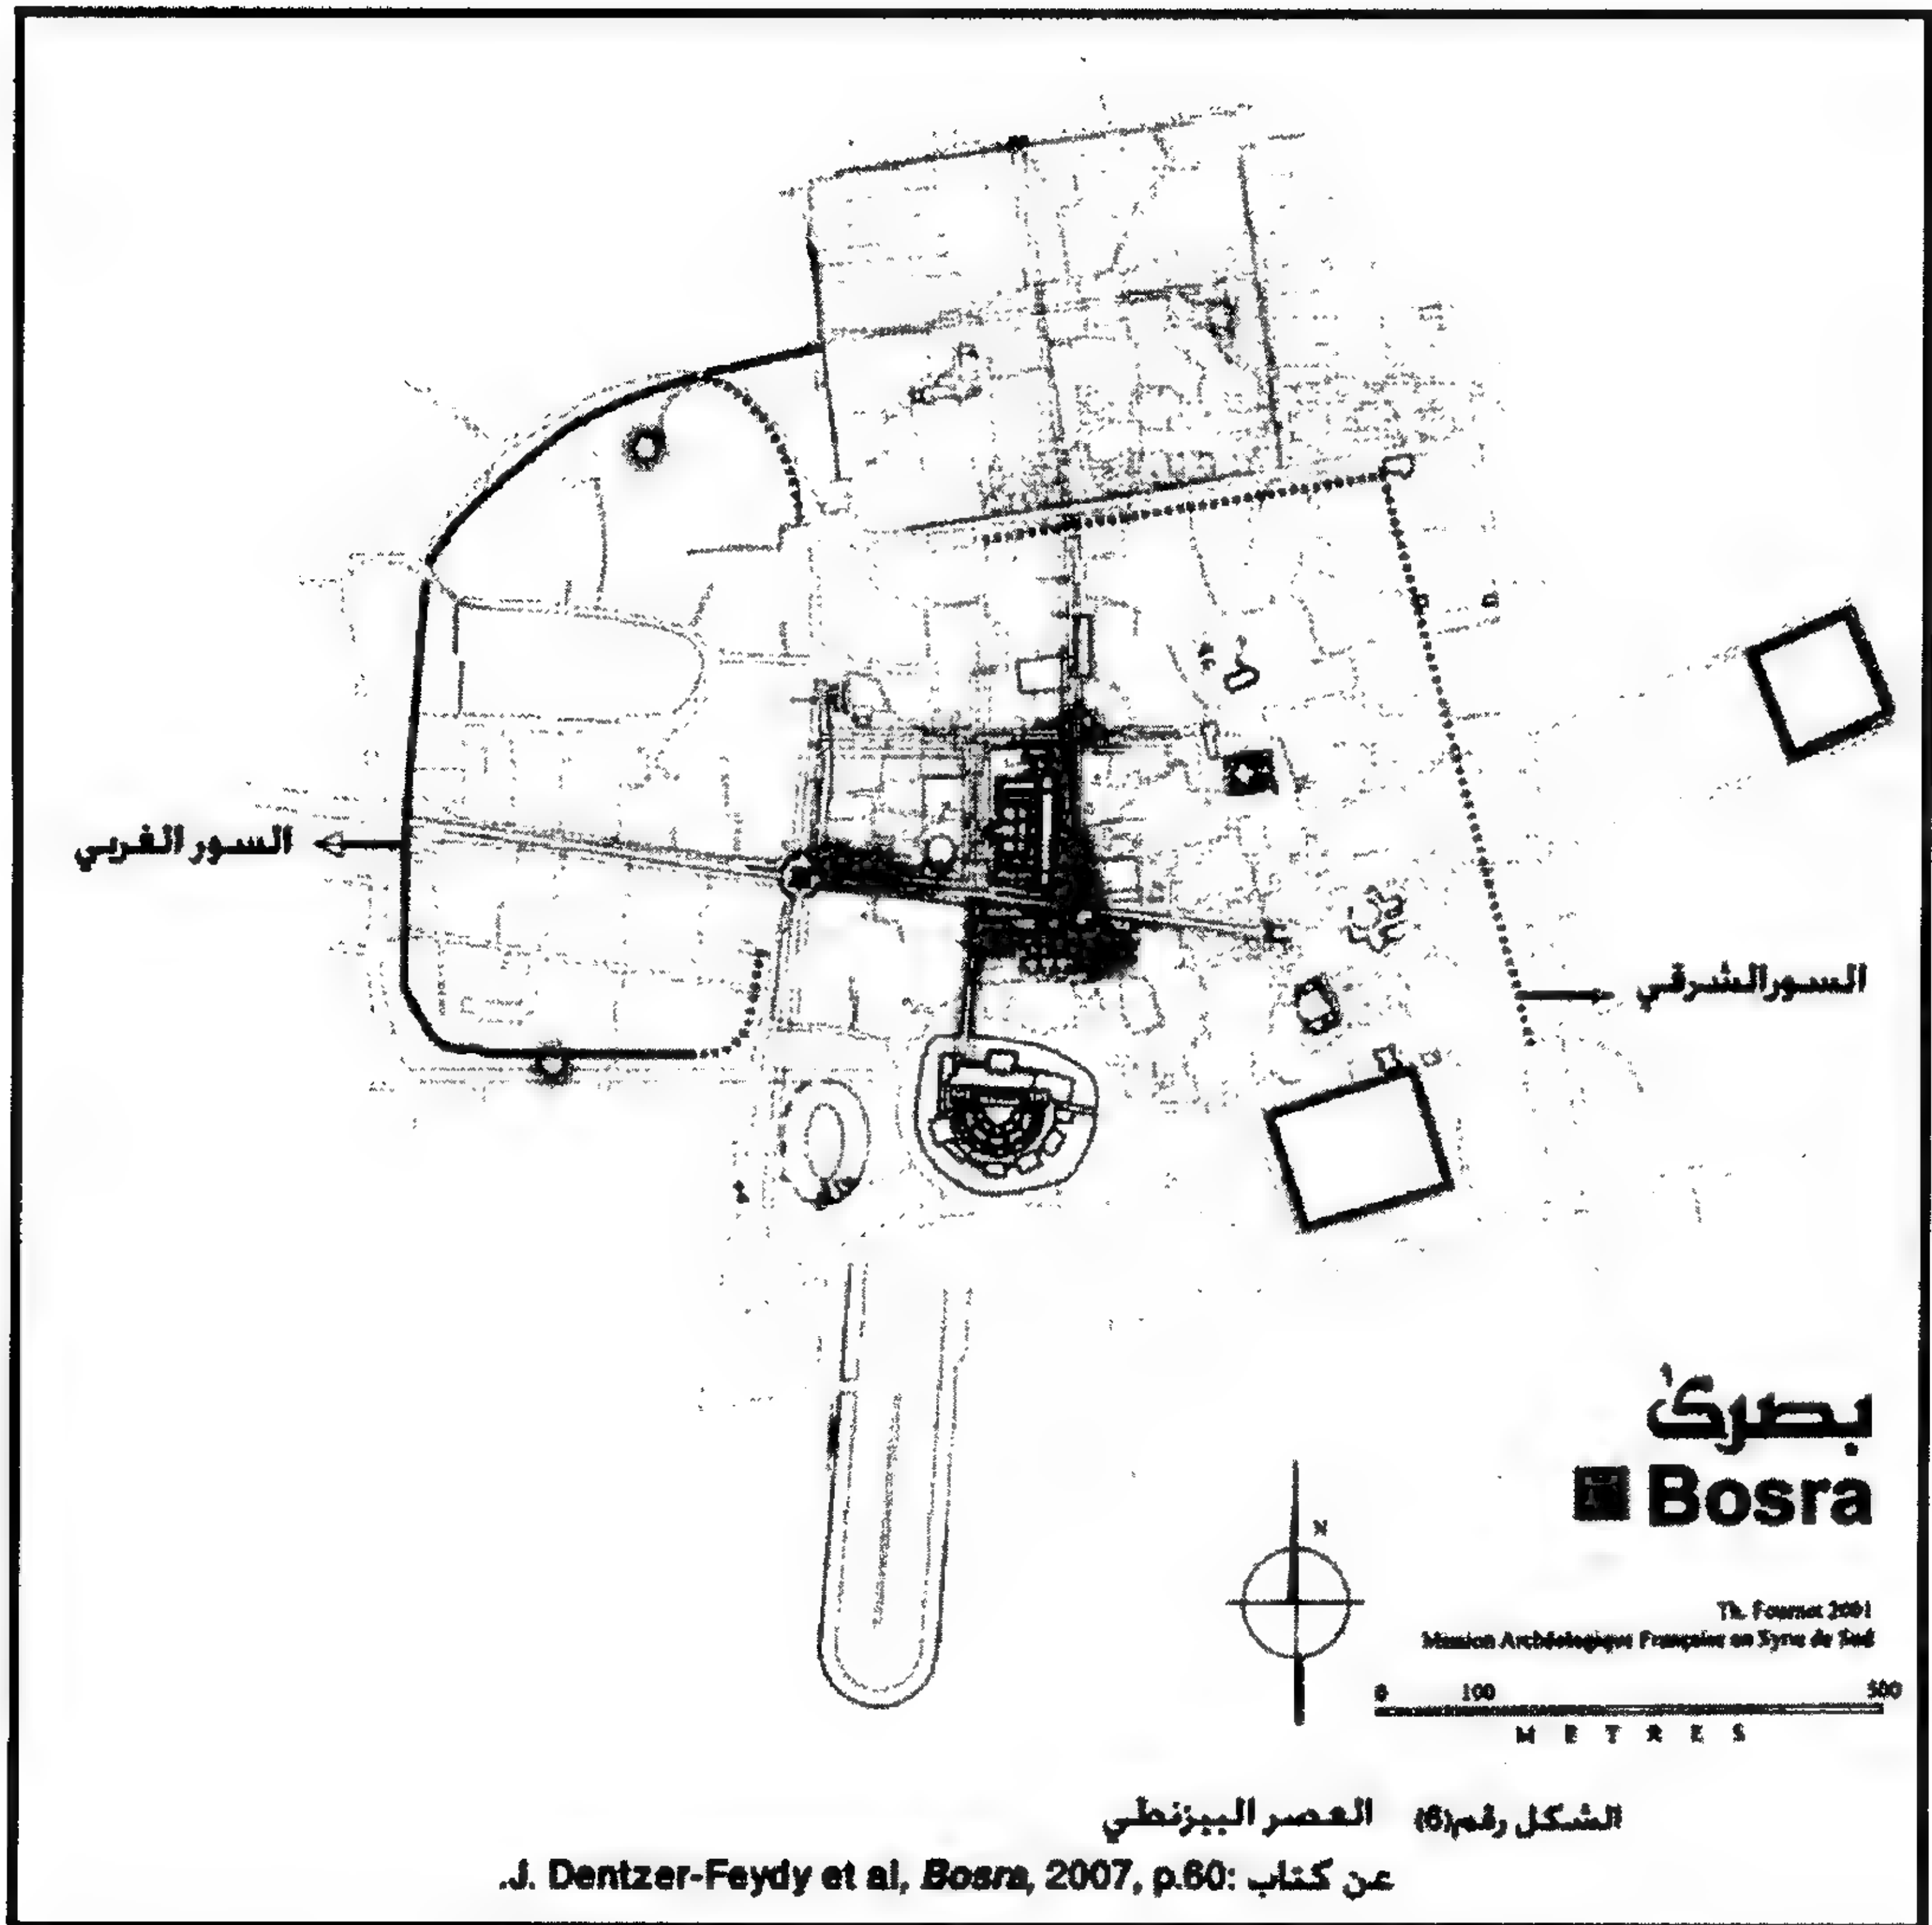 السور الغربي
السور الشرقي
بصرى
Bosra
Th. Fournet 2001
Mission Archéologique Française en Syrie du Sud
N
0 100 500
METRES
الشكل رقم(6) العصر البيزنطي
عن كتاب: J. Dentzer-Feydy et al, Bosra, 2007, p.60.